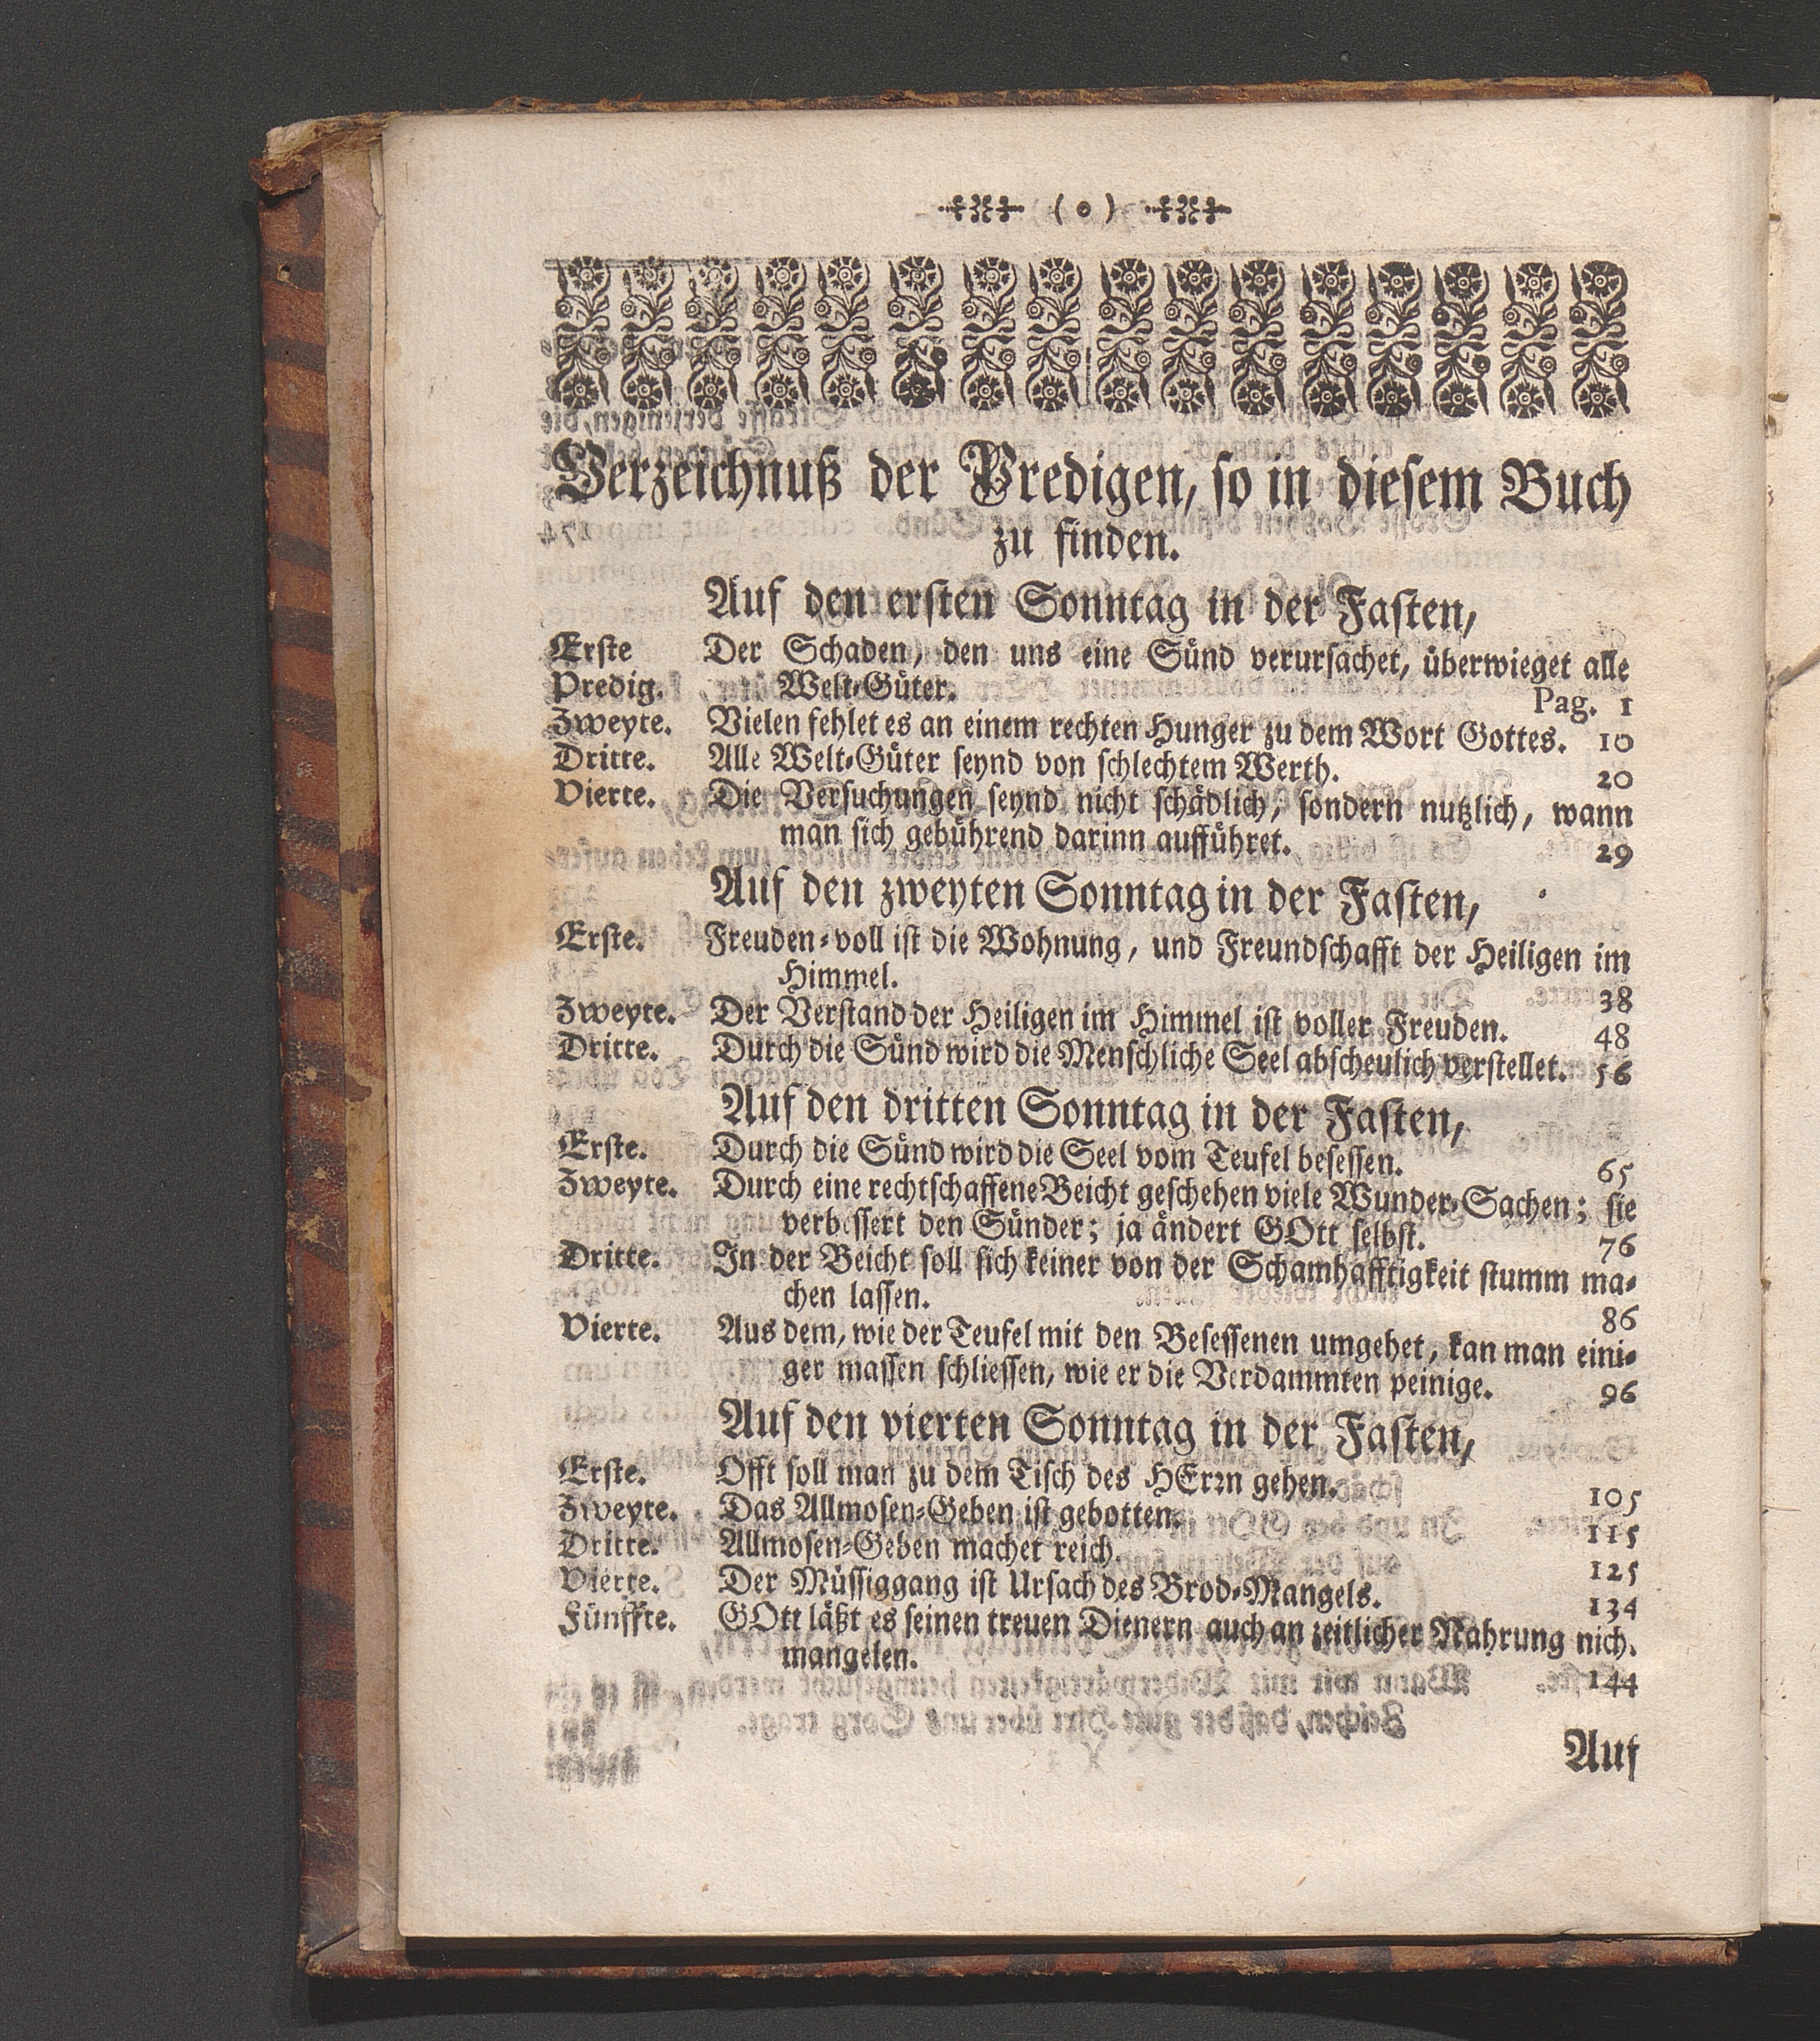 (o)
Verzeichnuß der Predigen, so in diesem Buch
zu finden.
Auf den ersten Sonntag in der Fasten,
Erste Der Schaden, den uns eine Sünd verursachet, überwieget alle
Predig. Welt-Güter. Pag. 1
Zweyte. Vielen fehlet es an einem rechten Hunger zu dem Wort Gottes. 10
Dritte. Alle Welt-Güter seynd von schlechtem Werth. 20
Vierte. Die Versuchungen seynd nicht schädlich, sondern nutzlich, wann
man sich gebührend darinn aufführet. 29
Auf den zweyten Sonntag in der Fasten,
Erste. Freuden-voll ist die Wohnung, und Freundschafft der Heiligen im
Himmel. 38
Zweyte. Der Verstand der Heiligen im Himmel ist voller Freuden. 48
Dritte. Durch die Sünd wird die Menschliche Seel abscheulich verstellet. 56
Auf den dritten Sonntag in der Fasten,
Erste. Durch die Sünd wird die Seel vom Teufel besessen. 65
Zweyte. Durch eine rechtschaffene Beicht geschehen viele Wunder-Sachen; sie
verbessert den Sünder; ja ändert GOtt selbst. 76
Dritte. In der Beicht soll sich keiner von der Schamhafftigkeit stumm ma-
chen lassen. 86
Vierte. Aus dem, wie der Teufel mit den Besessenen umgehet, kan man eini-
ger massen schliessen, wie er die Verdammten peinige. 96
Auf den vierten Sonntag in der Fasten,
Erste. Offt soll man zu dem Tisch des HErrn gehen. 105
Zweyte. Das Allmosen-Geben ist gebotten. 115
Dritte. Allmosen-Geben machet reich. 125
Vierte. Der Müssiggang ist Ursach des Brod-Mangels. 134
Fünffte. GOtt läßt es seinen treuen Dienern auch an zeitlicher Nahrung nich.
mangelen. 144
Auf